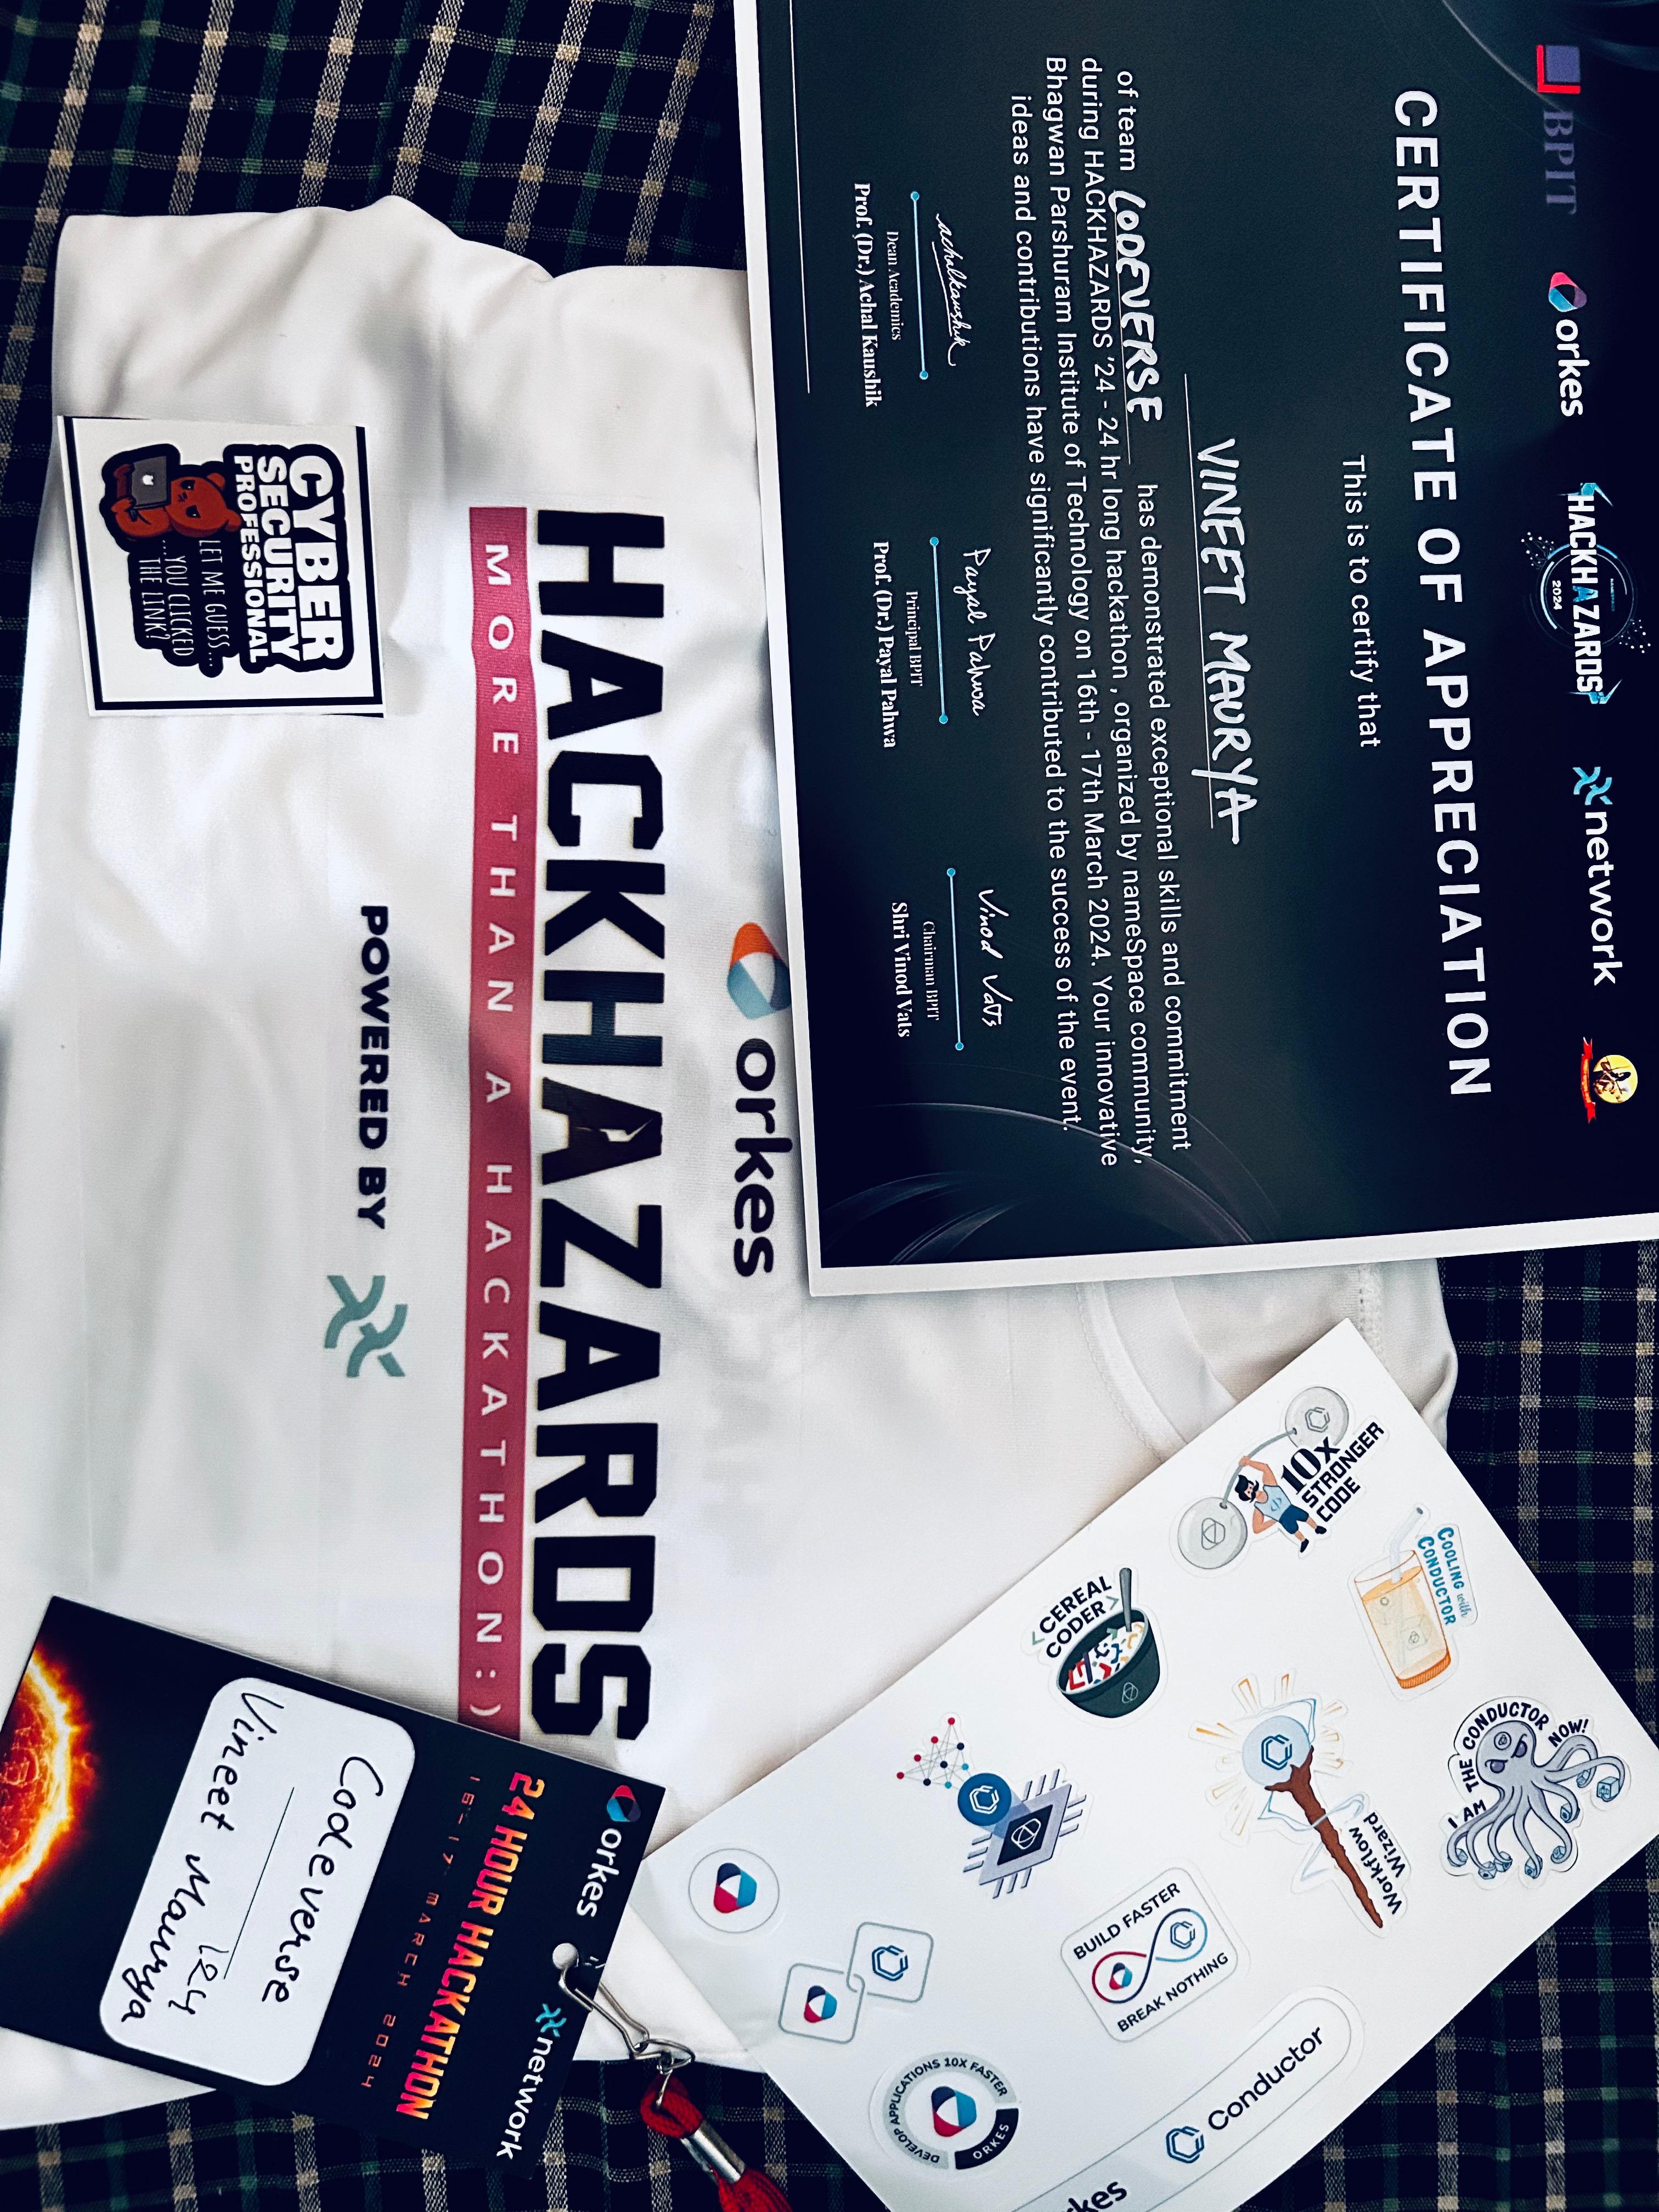 BPIT
orkes
HACKHAZARDS
2024
network
CERTIFICATE OF APPRECIATION
This is to certify that
VINEET MAURYA
of team CODEVERSE has demonstrated exceptional skills and commitment
during HACKHAZARDS '24 - 24 hr long hackathon , organized by nameSpace community,
Bhagwan Parshuram Institute of Technology on 16th - 17th March 2024. Your innovative
ideas and contributions have significantly contributed to the success of the event.
achalkaushik
Dean Academics
Prof. (Dr.) Achal Kaushik
Payal Pahwa
Principal BPIT
Prof. (Dr.) Payal Pahwa
Vinod Vats
Chairman BPIT
Shri Vinod Vats
orkes
HACKHAZARDS
MORE THAN A HACKATHON:)
POWERED BY
CYBER
SECURITY
PROFESSIONAL
LET ME GUESS...
...YOU CLICKED
THE LINK?
10x
STRONGER
CODE
COOLING with
CONDUCTOR
I AM THE CONDUCTOR NOW!
<CEREAL
CODER>
Workflow
Wizard
BUILD FASTER
BREAK NOTHING
DEVELOP APPLICATIONS 10X FASTER
ORKES
Conductor
rkes
orkes
network
24 HOUR HACKATHON
16-17 MARCH 2024
Codeverse
Vineet Maurya